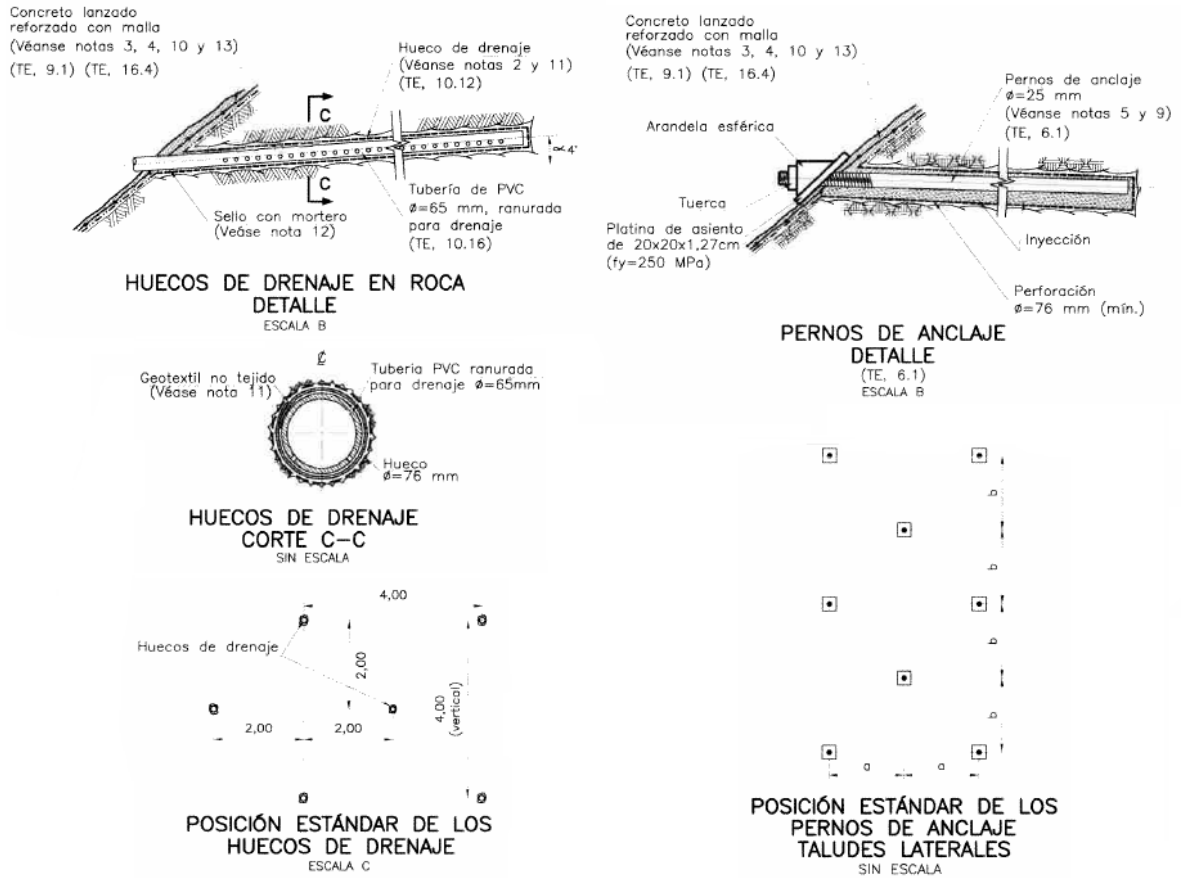 Concreto lanzado
reforzado con malla
(Véanse notas 3, 4, 10 y 13)
(TE, 9.1) (TE, 16.4)
Hueco de drenaje
(Véanse notas 2 y 11)
(TE, 10.12)
C
C
Sello con mortero
(Veáse nota 12)
Tubería de PVC
ø=65 mm, ranurada
para drenaje
(TE, 10.16)
HUECOS DE DRENAJE EN ROCA
DETALLE
ESCALA B
Geotextil no tejido
(Véase nota 11)
Tuberia PVC ranurada
para drenaje ø=65mm
Hueco
ø=76 mm
HUECOS DE DRENAJE
CORTE C-C
SIN ESCALA
4,00
Huecos de drenaje
2,00
4,00
(vertical)
2,00
2,00
POSICIÓN ESTÁNDAR DE LOS
HUECOS DE DRENAJE
ESCALA C
Concreto lanzado
reforzado con malla
(Véanse notas 3, 4, 10 y 13)
(TE, 9.1) (TE, 16.4)
Pernos de anclaje
ø=25 mm
(Véanse notas 5 y 9)
(TE, 6.1)
Arandela esférica
Tuerca
Platina de asiento
de 20x20x1,27cm
(fy=250 MPa)
Inyección
Perforación
ø=76 mm (mín.)
PERNOS DE ANCLAJE
DETALLE
(TE, 6.1)
ESCALA B
b
b
b
b
a
a
POSICIÓN ESTÁNDAR DE LOS
PERNOS DE ANCLAJE
TALUDES LATERALES
SIN ESCALA